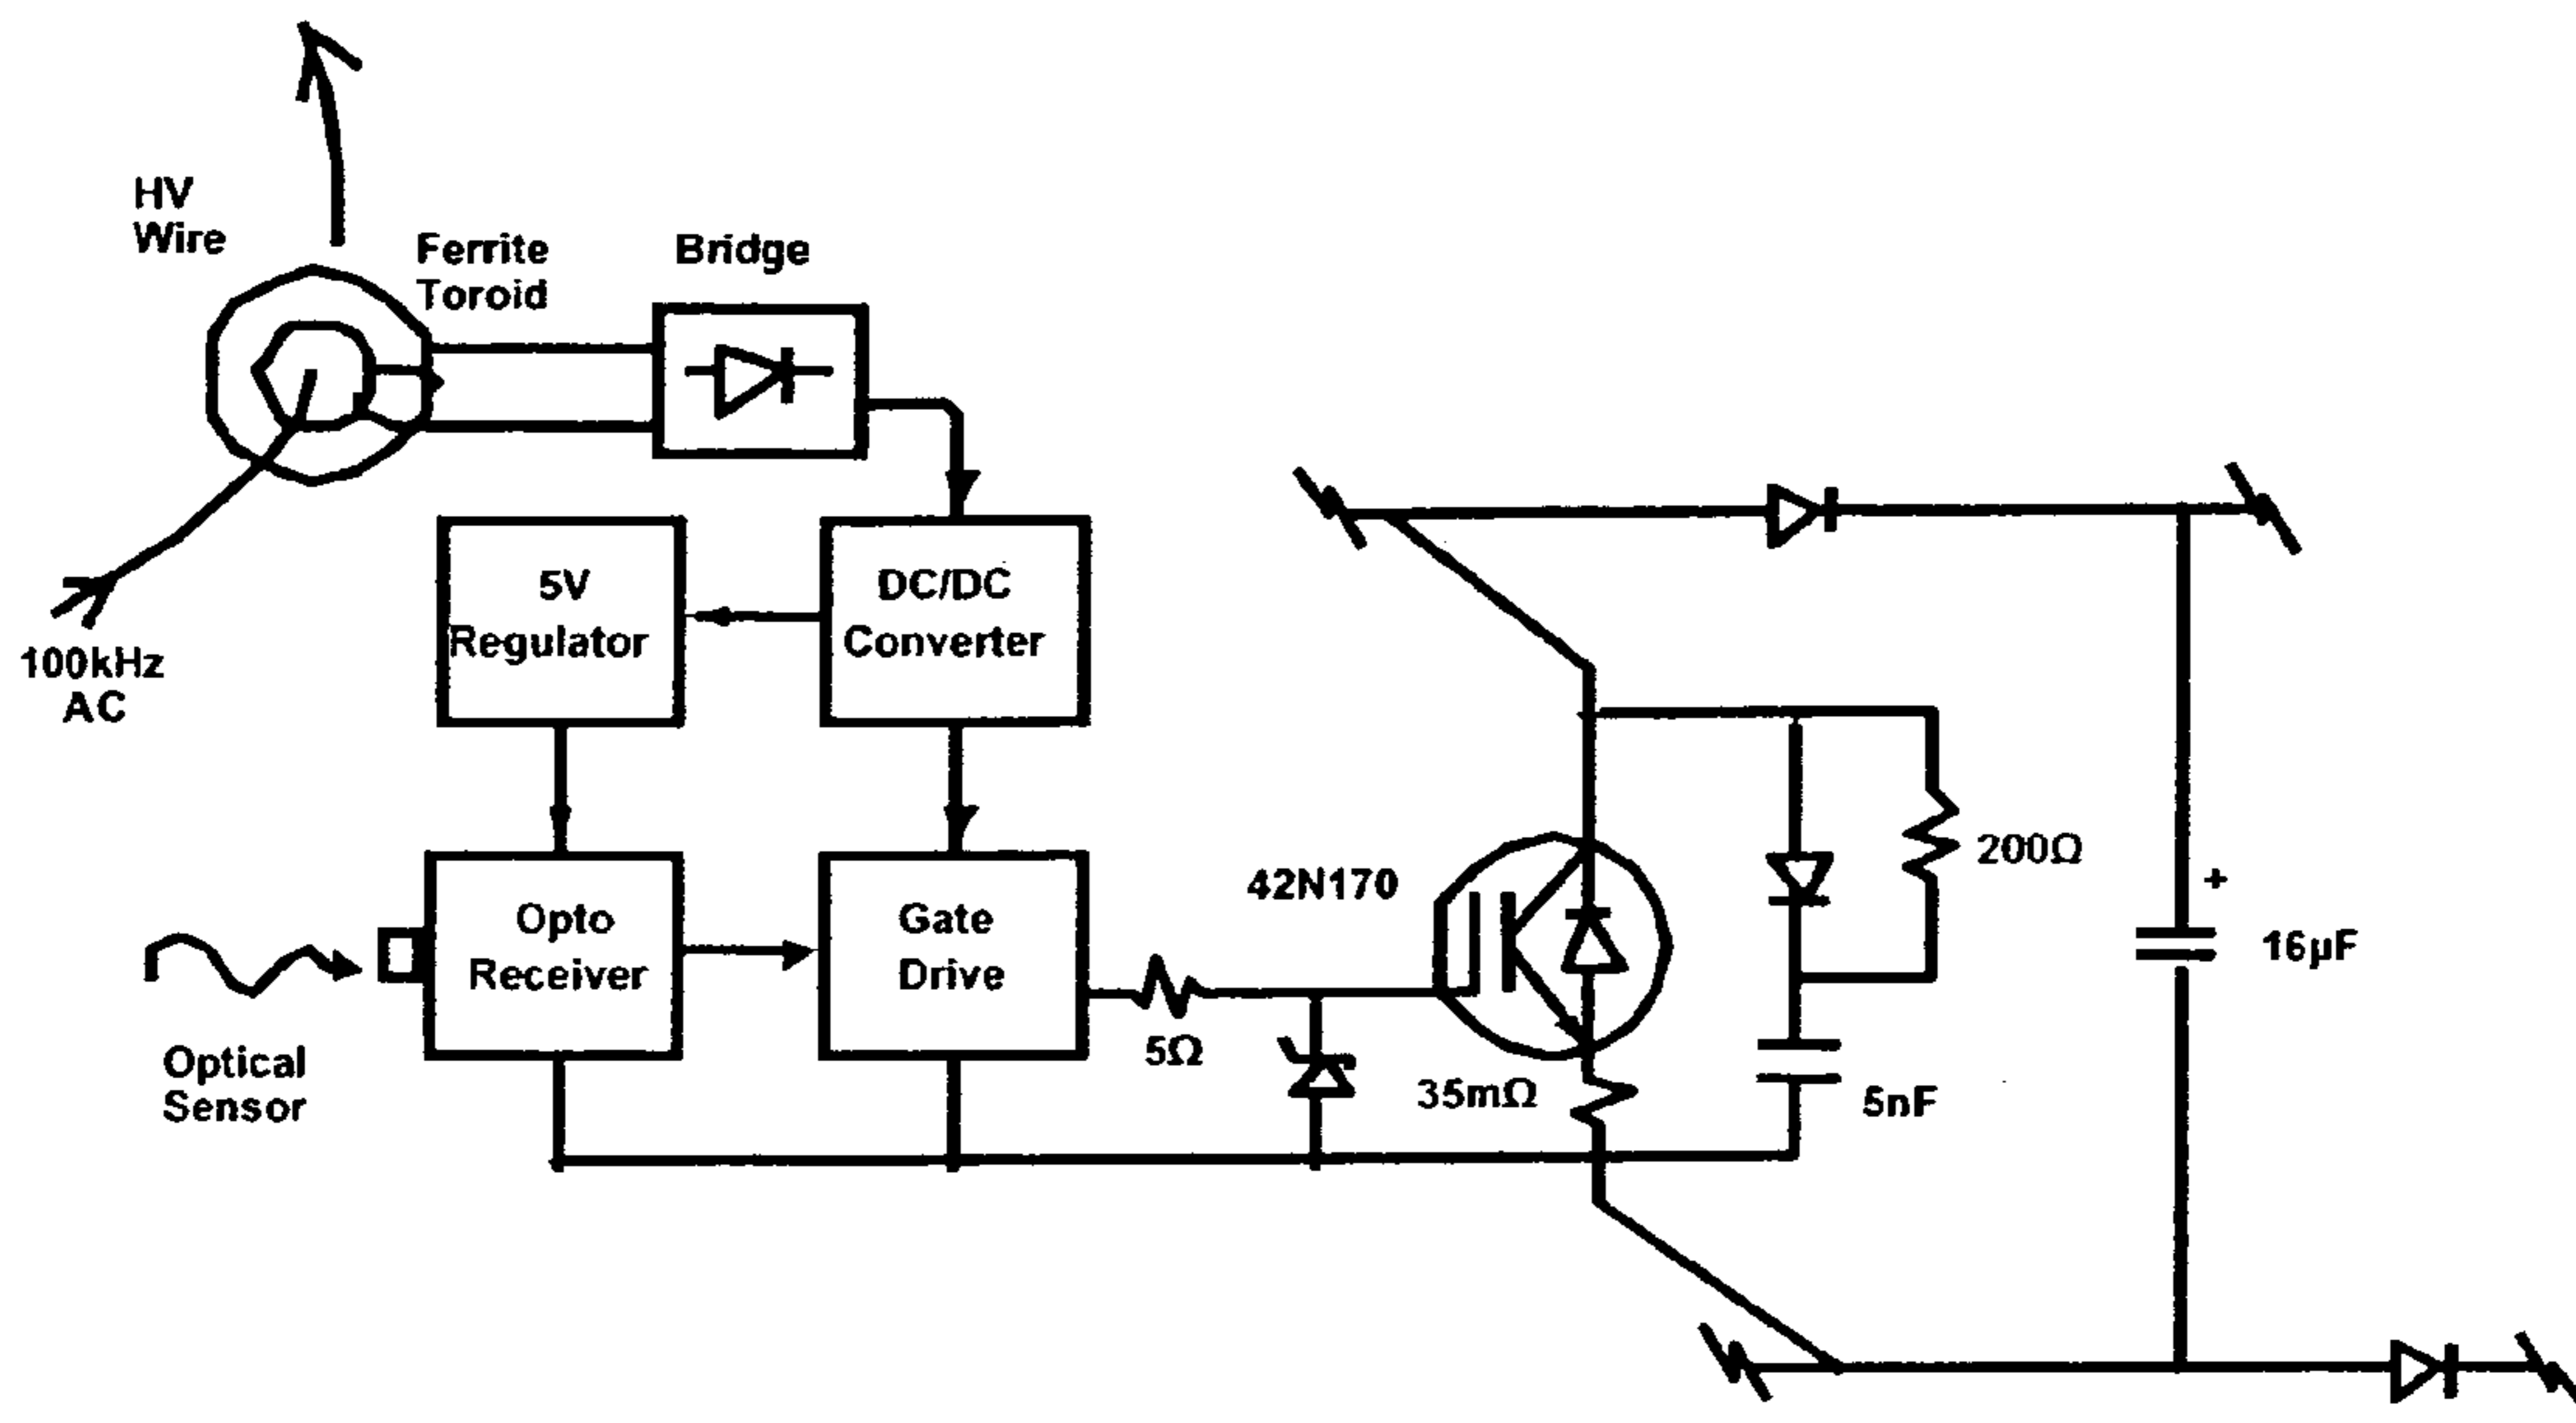 HV
Wire
Ferrite
Toroid
Bridge
100kHz
AC
5V
Regulator
DC/DC
Converter
Opto
Receiver
Gate
Drive
Optical
Sensor
5Ω
42N170
35mΩ
200Ω
5nF
+
16µF